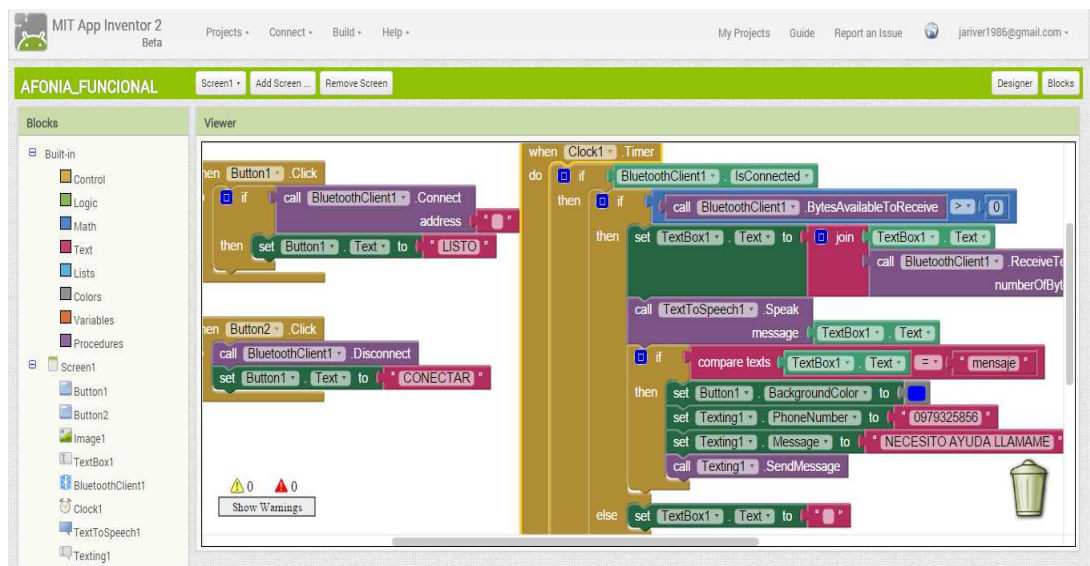 MIT App Inventor 2
Beta
Projects Connect Build Help My Projects Guide Report an Issue jariver1986@gmail.com
AFONIA_FUNCIONAL Screen1 Add Screen ... Remove Screen Designer Blocks
Blocks
Built-in
Control
Logic
Math
Text
Lists
Colors
Variables
Procedures
Screen1
Button1
Button2
Image1
TextBox1
BluetoothClient1
Clock1
TextToSpeech1
Texting1
Viewer
hen Button1 .Click
if call BluetoothClient1 .Connect
address " "
then set Button1 . Text to " LISTO "
hen Button2 .Click
call BluetoothClient1 .Disconnect
set Button1 . Text to " CONECTAR "
0 0
Show Warnings
when Clock1 .Timer
do if BluetoothClient1 . IsConnected
then if call BluetoothClient1 .BytesAvailableToReceive > 0
then set TextBox1 . Text to join TextBox1 . Text
call BluetoothClient1 .ReceiveTe
numberOfByt
call TextToSpeech1 .Speak
message TextBox1 . Text
if compare texts TextBox1 . Text = " mensaje "
then set Button1 . BackgroundColor to
set Texting1 . PhoneNumber to " 0979325856 "
set Texting1 . Message to " NECESITO AYUDA LLAMAME "
call Texting1 .SendMessage
else set TextBox1 . Text to " "